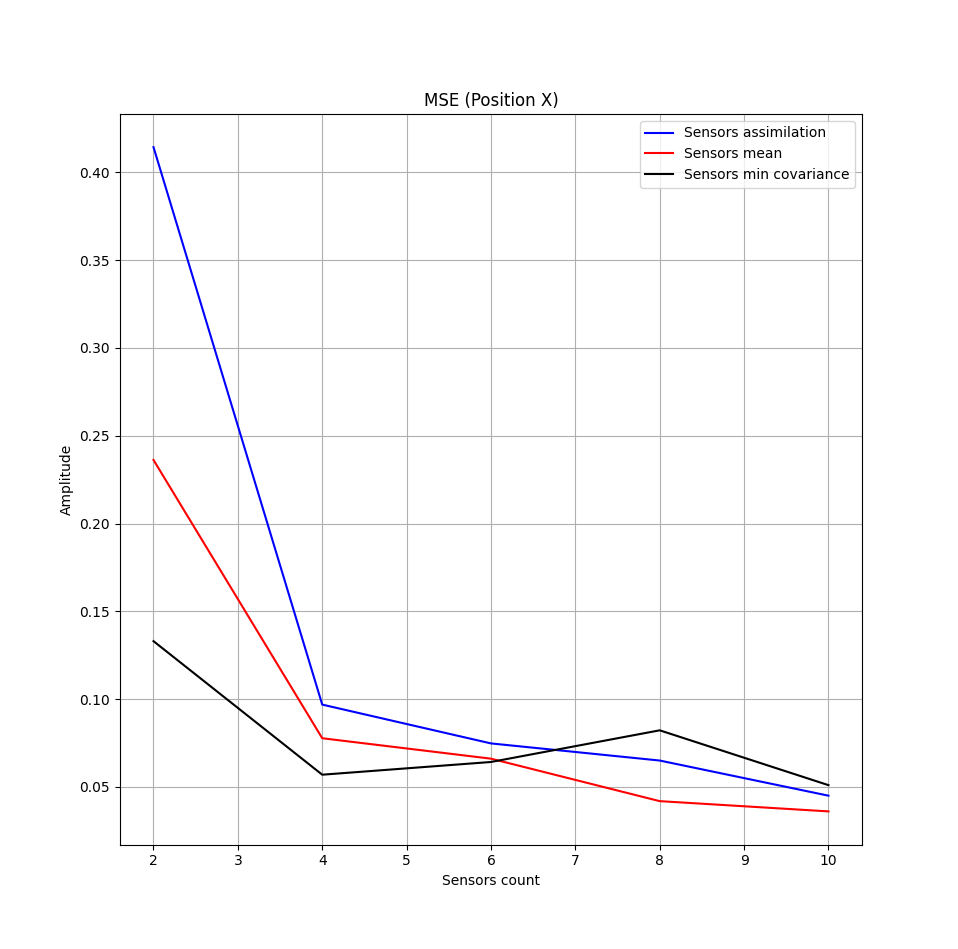 MSE (Position X)
Sensors assimilation
Sensors mean
Sensors min covariance
Amplitude
0.40
0.35
0.30
0.25
0.20
0.15
0.10
0.05
2 3 4 5 6 7 8 9 10
Sensors count